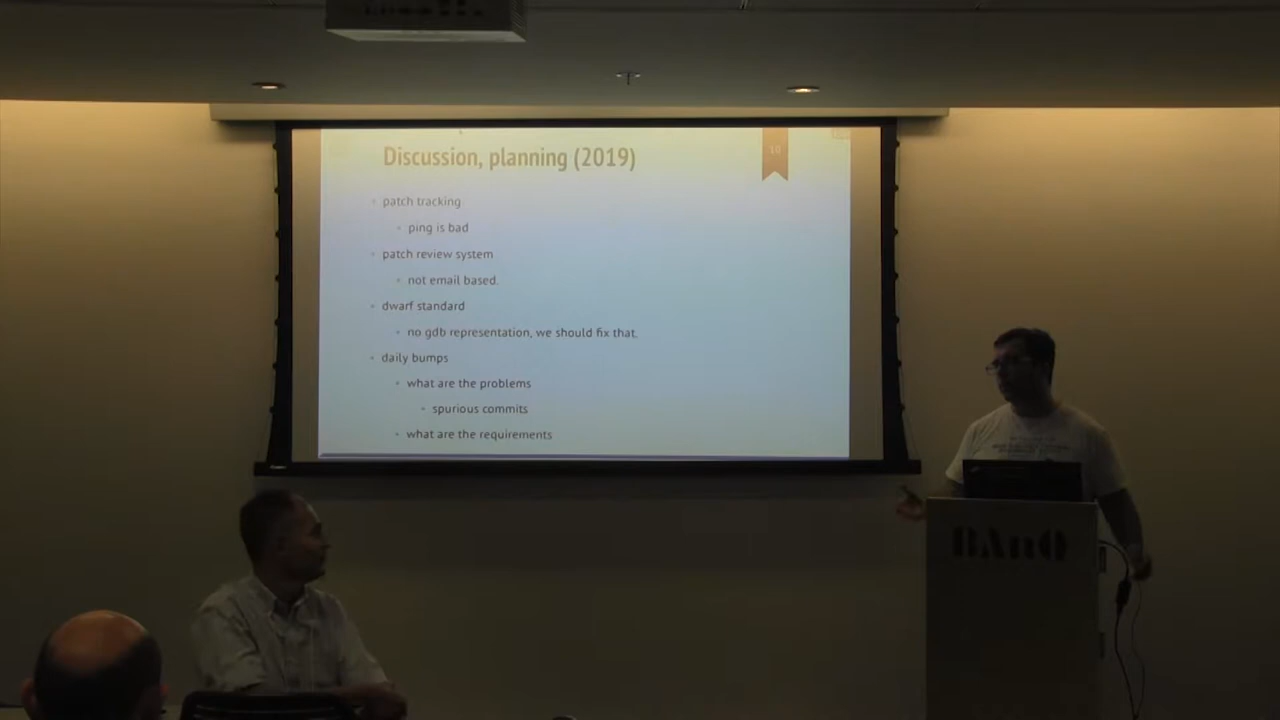 Discussion, planning (2019)
10
patch tracking
ping is bad
patch review system
not email based.
dwarf standard
no gdb representation, we should fix that.
daily bumps
what are the problems
spurious commits
what are the requirements